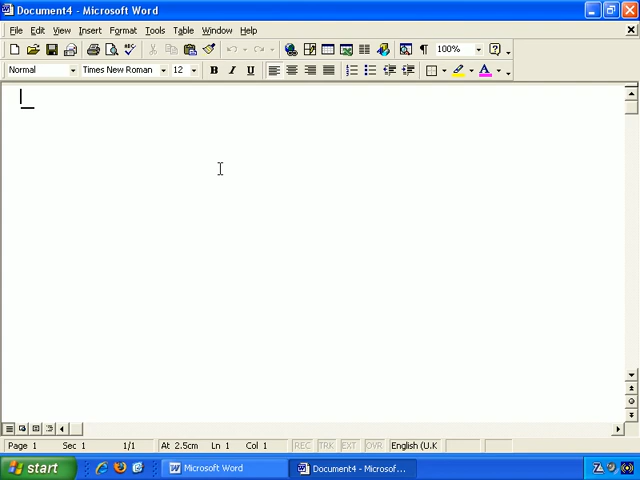 Document4 - Microsoft Word
File Edit View Insert Format Tools Table Window Help
100%
Normal Times New Roman 12 B I U A
Page 1 Sec 1 1/1 At 2.5cm Ln 1 Col 1 REC TRK EXT OVR English (U.K
start Microsoft Word Document4 - Microsof...